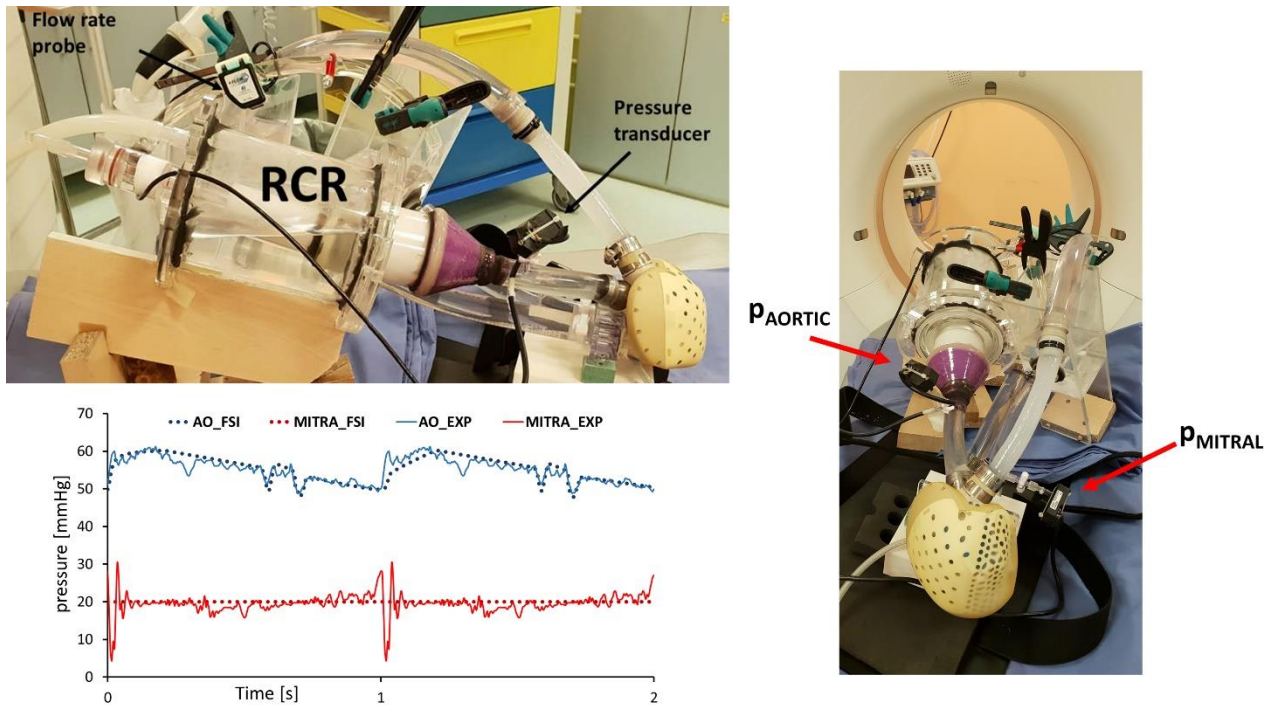 Flow rate
probe
Pressure
transducer
RCR
pAORTIC
pMITRAL
AO_FSI MITRA_FSI AO_EXP MITRA_EXP
pressure [mmHg]
70
60
50
40
30
20
10
0
0 1 2
Time [s]